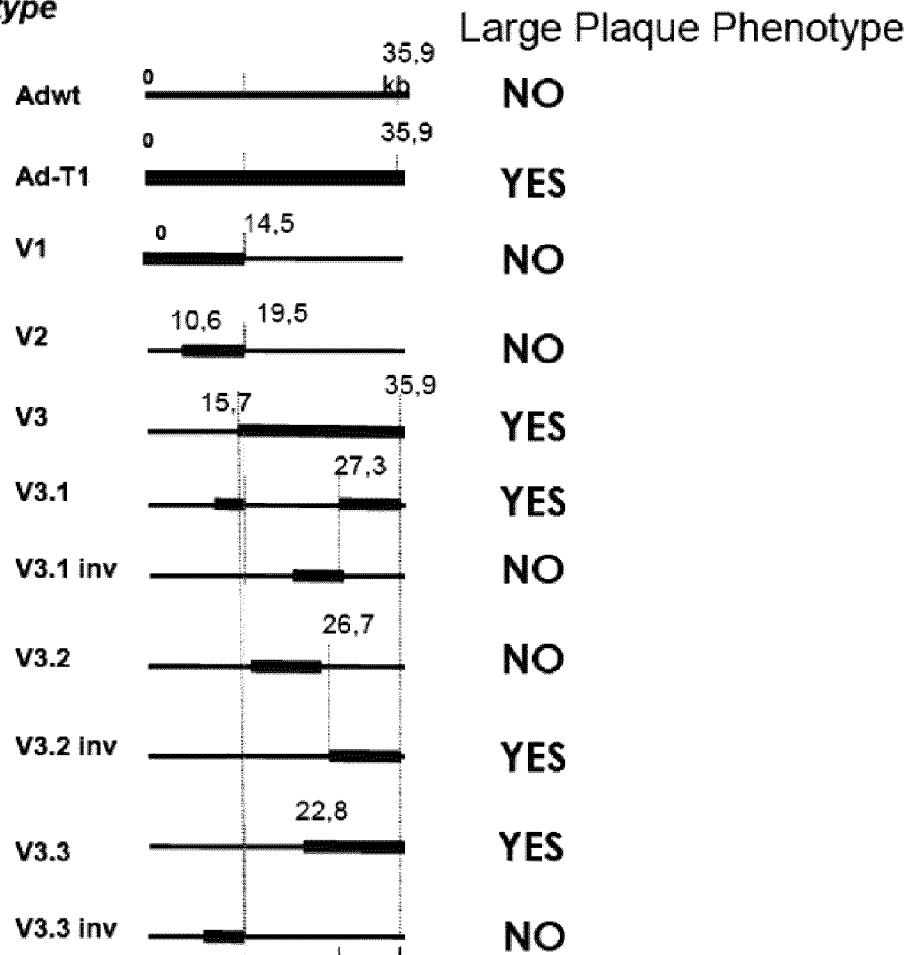 type
Large Plaque Phenotype
35,9
0
kb
Adwt
NO
0
35,9
Ad-T1
YES
0
14,5
V1
NO
10,6
19,5
V2
NO
35,9
15,7
V3
YES
27,3
V3.1
YES
V3.1 inv
NO
26,7
V3.2
NO
V3.2 inv
YES
22,8
V3.3
YES
V3.3 inv
NO